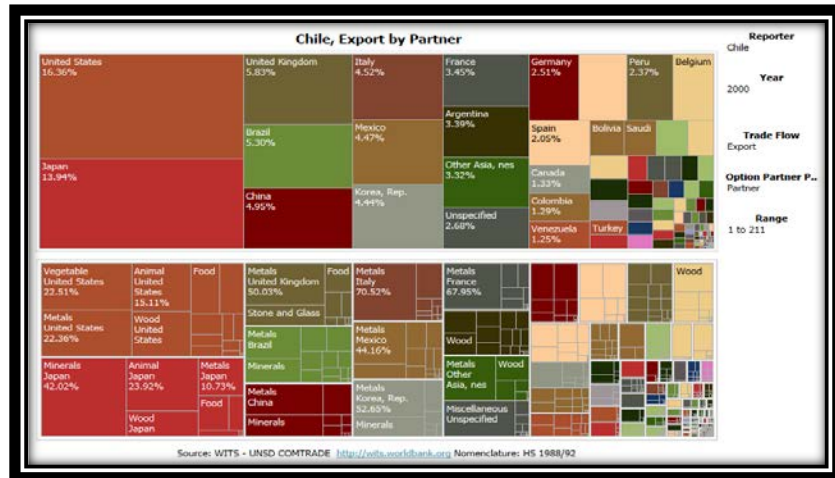 Chile, Export by Partner
United States
16.36%
Japan
13.94%
United Kingdom
5.83%
Brazil
5.30%
China
4.95%
Italy
4.52%
Mexico
4.47%
Korea, Rep.
4.44%
France
3.45%
Argentina
3.39%
Other Asia, nes
3.32%
Unspecified
2.68%
Germany
2.51%
Spain
2.05%
Canada
1.33%
Colombia
1.29%
Venezuela
1.25%
Peru
2.37%
Belgium
Bolivia
Saudi
Turkey
Reporter
Chile
Year
2000
Trade Flow
Export
Option Partner P..
Partner
Range
1 to 211
Vegetable
United States
22.51%
Metals
United States
22.36%
Animal
United
States
15.11%
Wood
United
States
Food
Minerals
Japan
42.02%
Animal
Japan
23.92%
Wood
Japan
Metals
Japan
10.73%
Food
Metals
United Kingdom
50.03%
Food
Stone and Glass
Metals
Brazil
Minerals
Metals
China
Minerals
Metals
Italy
70.52%
Metals
Mexico
44.16%
Metals
Korea, Rep.
52.65%
Minerals
Metals
France
67.95%
Wood
Metals
Other
Asia, nes
Wood
Miscellaneous
Unspecified
Wood
Source: WITS - UNSD COMTRADE http://wits.worldbank.org Nomenclature: HS 1988/92